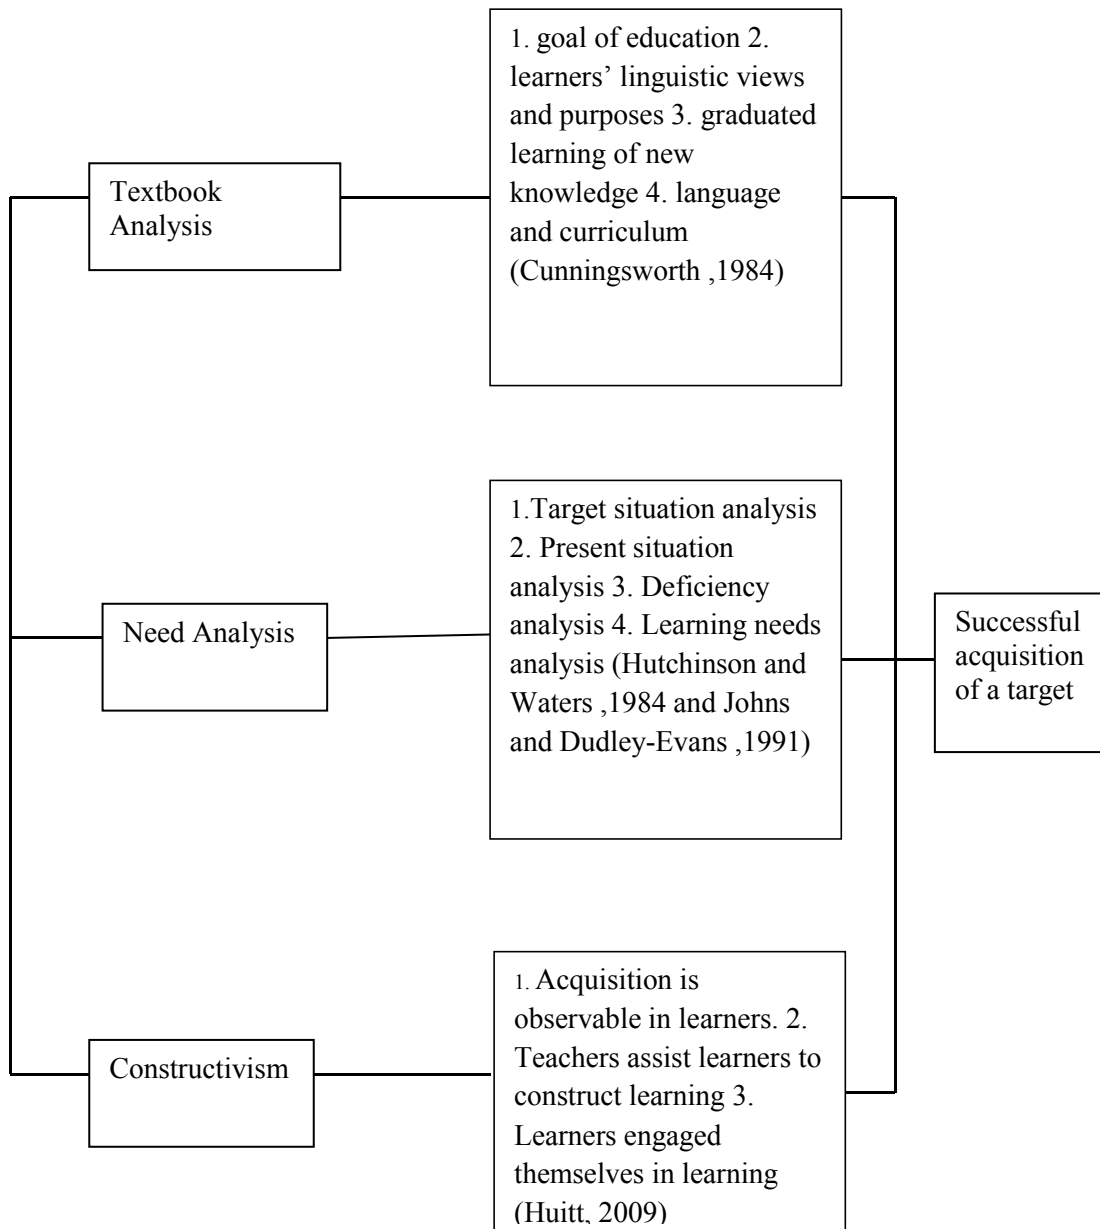 1. goal of education 2.
learners’ linguistic views
and purposes 3. graduated
learning of new
knowledge 4. language
and curriculum
(Cunningsworth ,1984)
Textbook
Analysis
1.Target situation analysis
2. Present situation
analysis 3. Deficiency
analysis 4. Learning needs
analysis (Hutchinson and
Waters ,1984 and Johns
and Dudley-Evans ,1991)
Need Analysis
Successful
acquisition
of a target
1. Acquisition is
observable in learners. 2.
Teachers assist learners to
construct learning 3.
Learners engaged
themselves in learning
(Huitt, 2009)
Constructivism